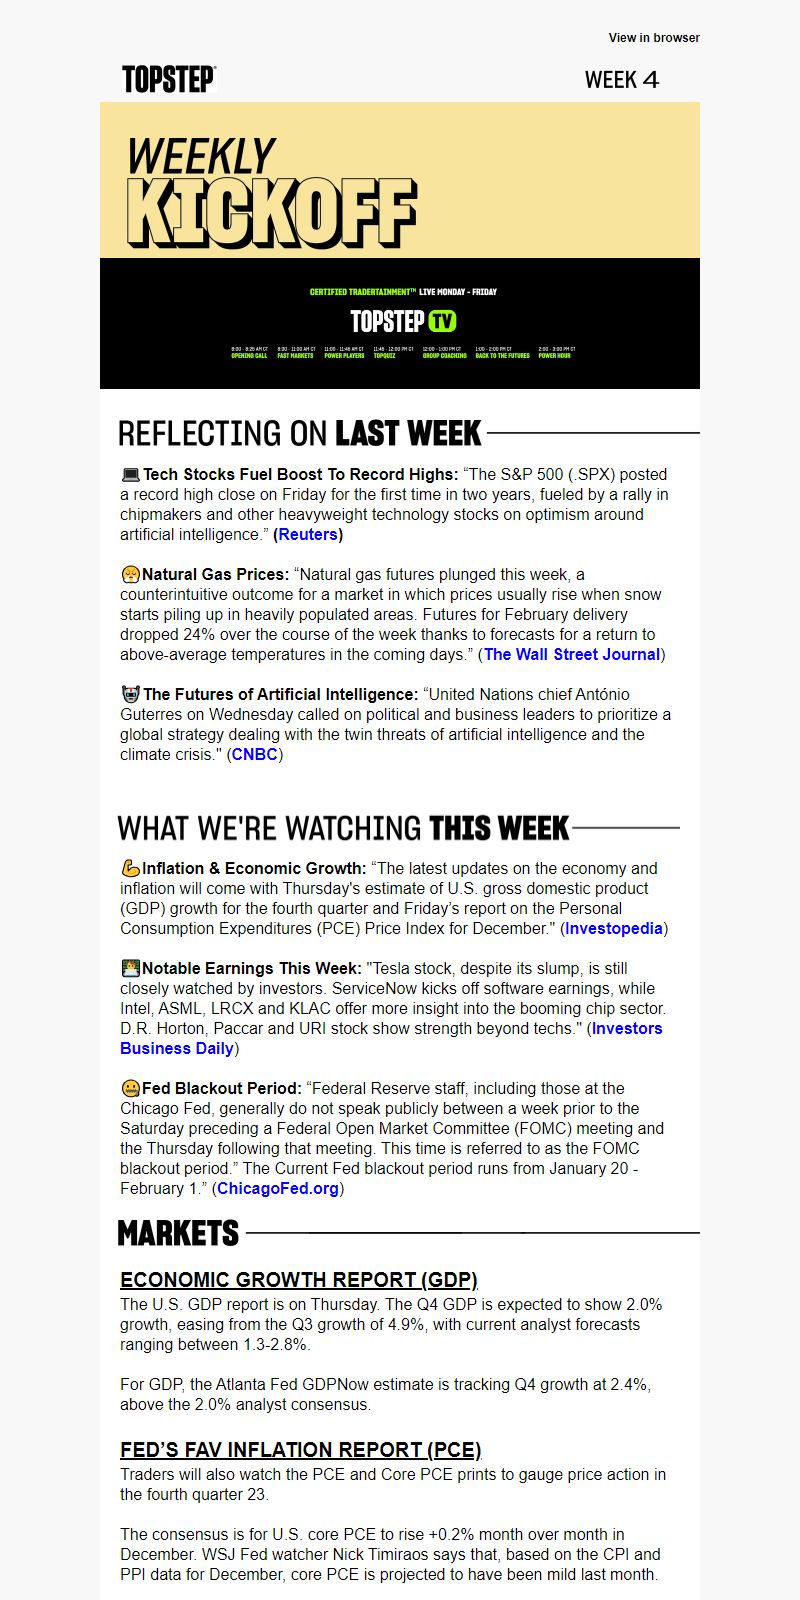 View in browser
TOPSTEP
WEEK 4
WEEKLY
KICKOFF
CERTIFIED TRADERTAINMENT™ LIVE MONDAY - FRIDAY
TOPSTEP TV
8:00 - 8:25 AM CT 8:30 - 11:00 AM CT 11:00 - 11:45 AM CT 11:45 - 12:00 PM CT 12:00 - 1:00 PM CT 1:00 - 2:00 PM CT 2:00 - 3:00 PM CT
OPENING CALL FAST MARKETS POWER PLAYERS TOPQUIZ GROUP COACHING BACK TO THE FUTURES POWER HOUR
REFLECTING ON LAST WEEK
Tech Stocks Fuel Boost To Record Highs: “The S&P 500 (.SPX) posted
a record high close on Friday for the first time in two years, fueled by a rally in
chipmakers and other heavyweight technology stocks on optimism around
artificial intelligence.” (Reuters)
Natural Gas Prices: “Natural gas futures plunged this week, a
counterintuitive outcome for a market in which prices usually rise when snow
starts piling up in heavily populated areas. Futures for February delivery
dropped 24% over the course of the week thanks to forecasts for a return to
above-average temperatures in the coming days.” (The Wall Street Journal)
The Futures of Artificial Intelligence: “United Nations chief António
Guterres on Wednesday called on political and business leaders to prioritize a
global strategy dealing with the twin threats of artificial intelligence and the
climate crisis." (CNBC)
WHAT WE'RE WATCHING THIS WEEK
Inflation & Economic Growth: “The latest updates on the economy and
inflation will come with Thursday's estimate of U.S. gross domestic product
(GDP) growth for the fourth quarter and Friday’s report on the Personal
Consumption Expenditures (PCE) Price Index for December." (Investopedia)
Notable Earnings This Week: "Tesla stock, despite its slump, is still
closely watched by investors. ServiceNow kicks off software earnings, while
Intel, ASML, LRCX and KLAC offer more insight into the booming chip sector.
D.R. Horton, Paccar and URI stock show strength beyond techs." (Investors
Business Daily)
Fed Blackout Period: “Federal Reserve staff, including those at the
Chicago Fed, generally do not speak publicly between a week prior to the
Saturday preceding a Federal Open Market Committee (FOMC) meeting and
the Thursday following that meeting. This time is referred to as the FOMC
blackout period.” The Current Fed blackout period runs from January 20 -
February 1.” (ChicagoFed.org)
MARKETS
ECONOMIC GROWTH REPORT (GDP)
The U.S. GDP report is on Thursday. The Q4 GDP is expected to show 2.0%
growth, easing from the Q3 growth of 4.9%, with current analyst forecasts
ranging between 1.3-2.8%.
For GDP, the Atlanta Fed GDPNow estimate is tracking Q4 growth at 2.4%,
above the 2.0% analyst consensus.
FED’S FAV INFLATION REPORT (PCE)
Traders will also watch the PCE and Core PCE prints to gauge price action in
the fourth quarter 23.
The consensus is for U.S. core PCE to rise +0.2% month over month in
December. WSJ Fed watcher Nick Timiraos says that, based on the CPI and
PPI data for December, core PCE is projected to have been mild last month.